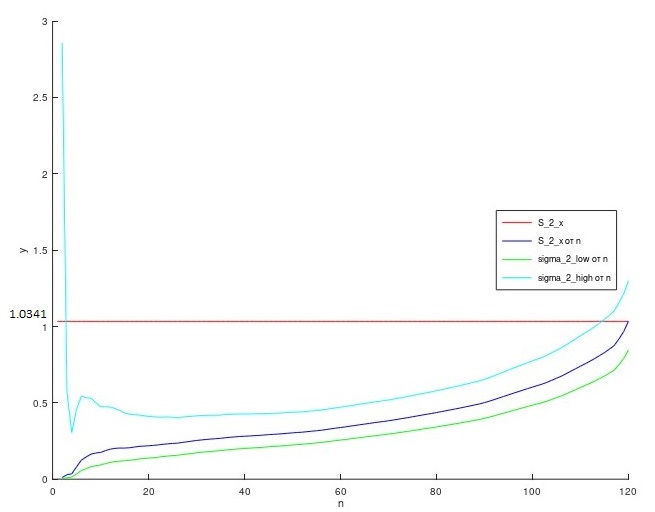 3
2.5
2
1.5
1.0341
1
0.5
0
y
0 20 40 60 80 100 120
n
S_2_x
S_2_x от n
sigma_2_low от n
sigma_2_high от n